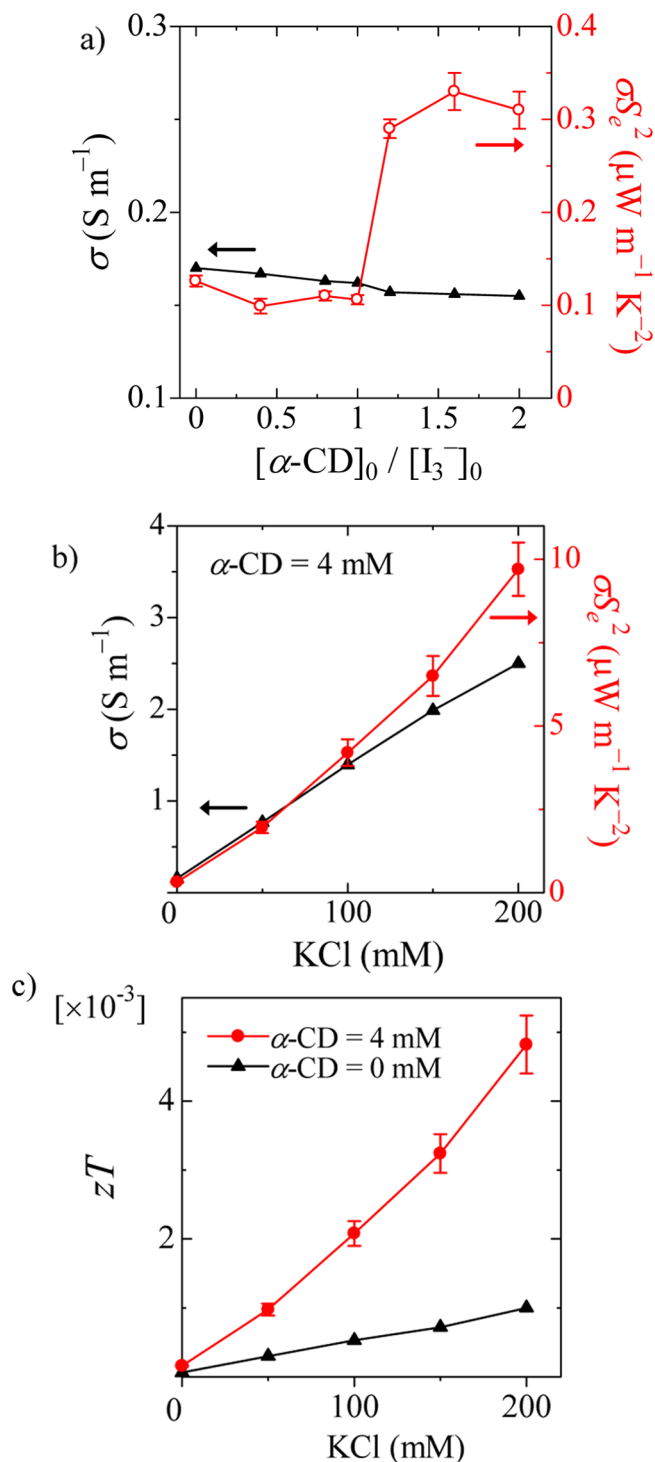 a)
0.3
0.2
0.1
σ (S m⁻¹)
0.4
0.3
0.2
0.1
0
σSₑ² (µW m⁻¹ K⁻²)
0 0.5 1 1.5 2
[α-CD]₀ / [I₃⁻]₀
b)
α-CD = 4 mM
4
3
2
1
σ (S m⁻¹)
10
5
0
σSₑ² (µW m⁻¹ K⁻²)
0 100 200
KCl (mM)
c)
[×10⁻³]
α-CD = 4 mM
α-CD = 0 mM
4
2
zT
0 100 200
KCl (mM)